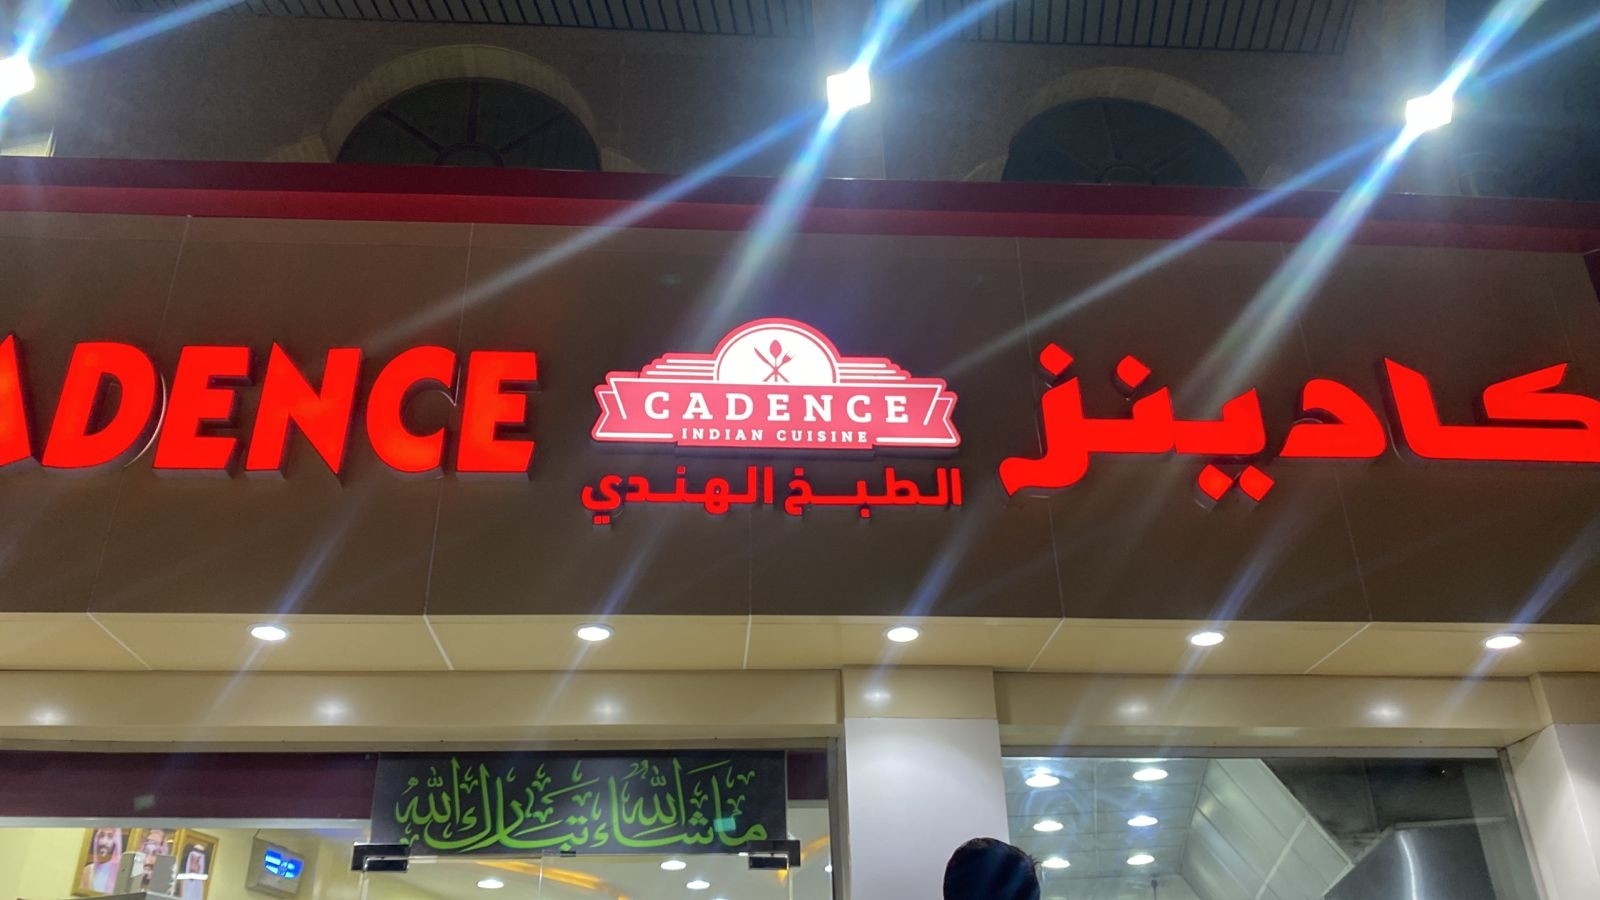 ADENCE
CADENCE
INDIAN CUISINE
الطبخ الهندي
كادينز
ماشاء الله تبارك الله